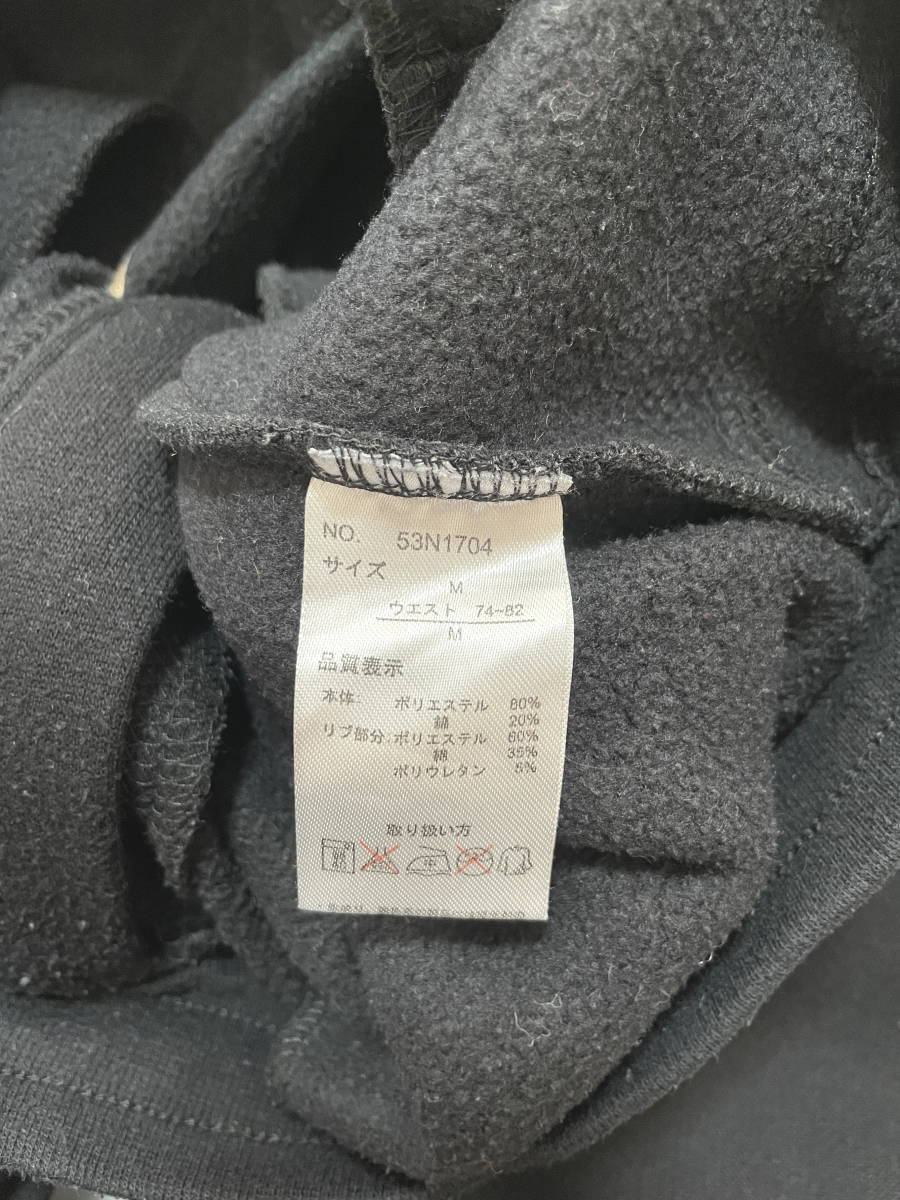 NO. 53N1704
サイズ
M
ウエスト 74~82
M
品質表示
本体: ポリエステル 80%
綿 20%
リブ部分:ポリエステル 60%
綿 35%
ポリウレタン 5%
取り扱い方
中